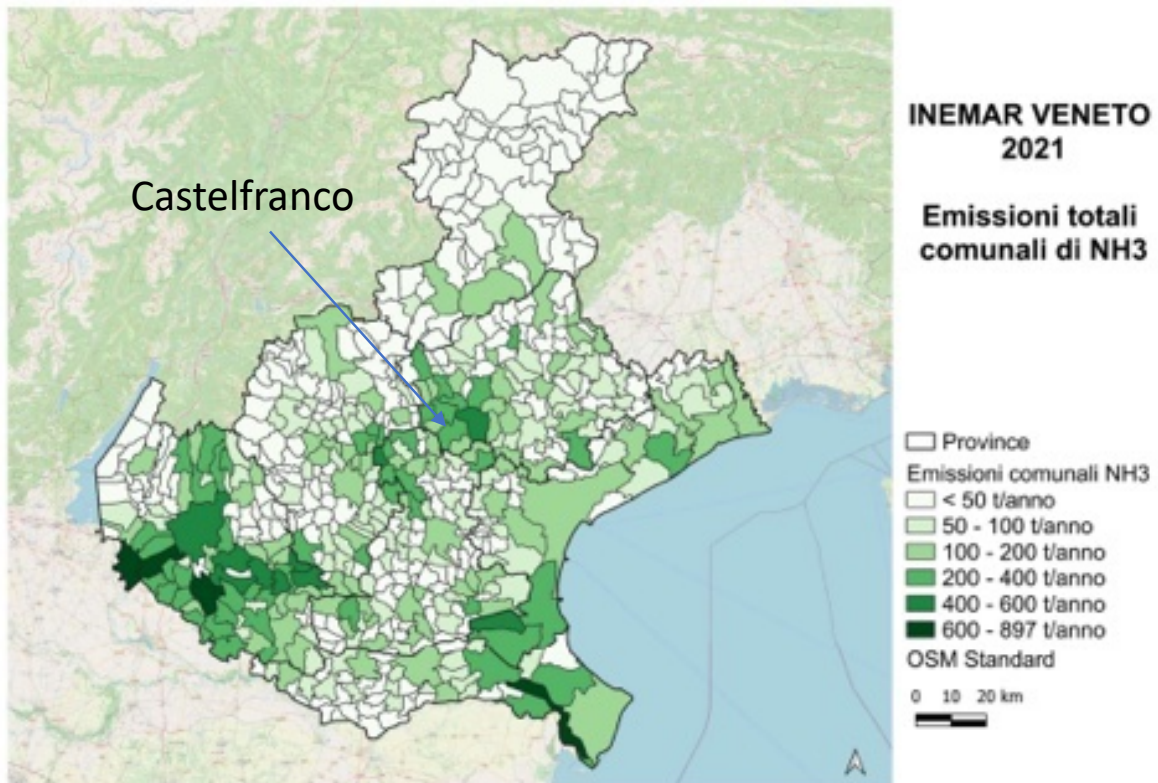 Castelfranco
INEMAR VENETO
2021
Emissioni totali
comunali di NH3
Province
Emissioni comunali NH3
< 50 t/anno
50 - 100 t/anno
100 - 200 t/anno
200 - 400 t/anno
400 - 600 t/anno
600 - 897 t/anno
OSM Standard
0 10 20 km